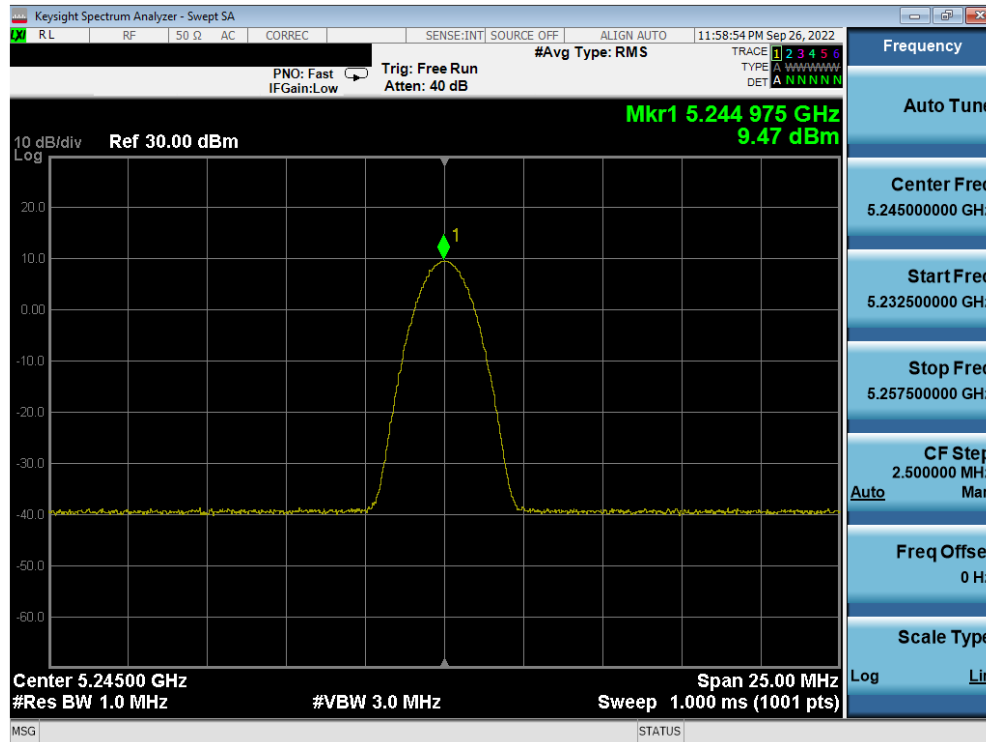 Keysight Spectrum Analyzer - Swept SA
LXI RL RF 50 Ω AC CORREC SENSE:INT SOURCE OFF ALIGN AUTO 11:58:54 PM Sep 26, 2022
#Avg Type: RMS
TRACE 1 2 3 4 5 6
TYPE A WWWWW
DET A N N N N N
PNO: Fast
IFGain:Low
Trig: Free Run
Atten: 40 dB
Mkr1 5.244 975 GHz
9.47 dBm
10 dB/div Ref 30.00 dBm
Log
20.0
1
10.0
0.00
-10.0
-20.0
-30.0
-40.0
-50.0
-60.0
Center 5.24500 GHz Span 25.00 MHz
#Res BW 1.0 MHz #VBW 3.0 MHz Sweep 1.000 ms (1001 pts)
MSG STATUS
Frequency
Auto Tune
Center Freq
5.245000000 GHz
Start Freq
5.232500000 GHz
Stop Freq
5.257500000 GHz
CF Step
2.500000 MHz
Auto Man
Freq Offset
0 Hz
Scale Type
Log Lin